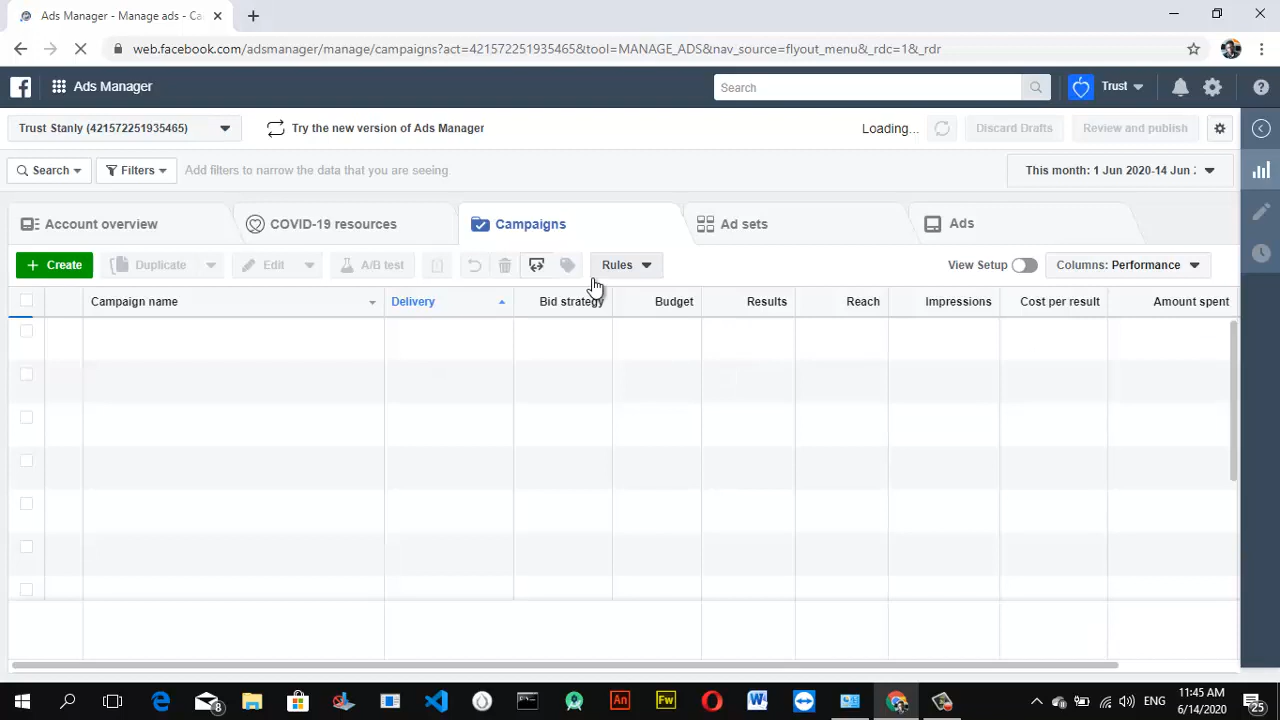 Ads Manager - Manage ads - Ca
web.facebook.com/adsmanager/manage/campaigns?act=421572251935465&tool=MANAGE_ADS&nav_source=flyout_menu&_rdc=1&_rdr
Ads Manager
Search
Trust
Trust Stanly (421572251935465)
Try the new version of Ads Manager
Loading...
Discard Drafts
Review and publish
Search
Filters
Add filters to narrow the data that you are seeing
This month: 1 Jun 2020-14 Jun 2
Account overview
COVID-19 resources
Campaigns
Ad sets
Ads
+ Create
Duplicate
Edit
A/B test
Rules
View Setup
Columns: Performance
Campaign name
Delivery
Bid strategy
Budget
Results
Reach
Impressions
Cost per result
Amount spent
8
An
Fw
W
ENG
11:45 AM
6/14/2020
25